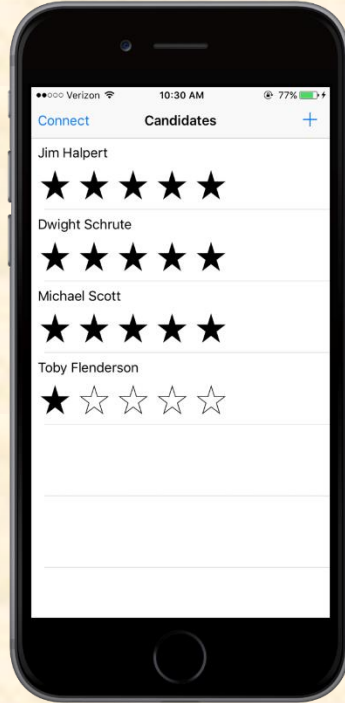 Verizon 10:30 AM 77%
Connect Candidates +
Jim Halpert
Dwight Schrute
Michael Scott
Toby Flenderson